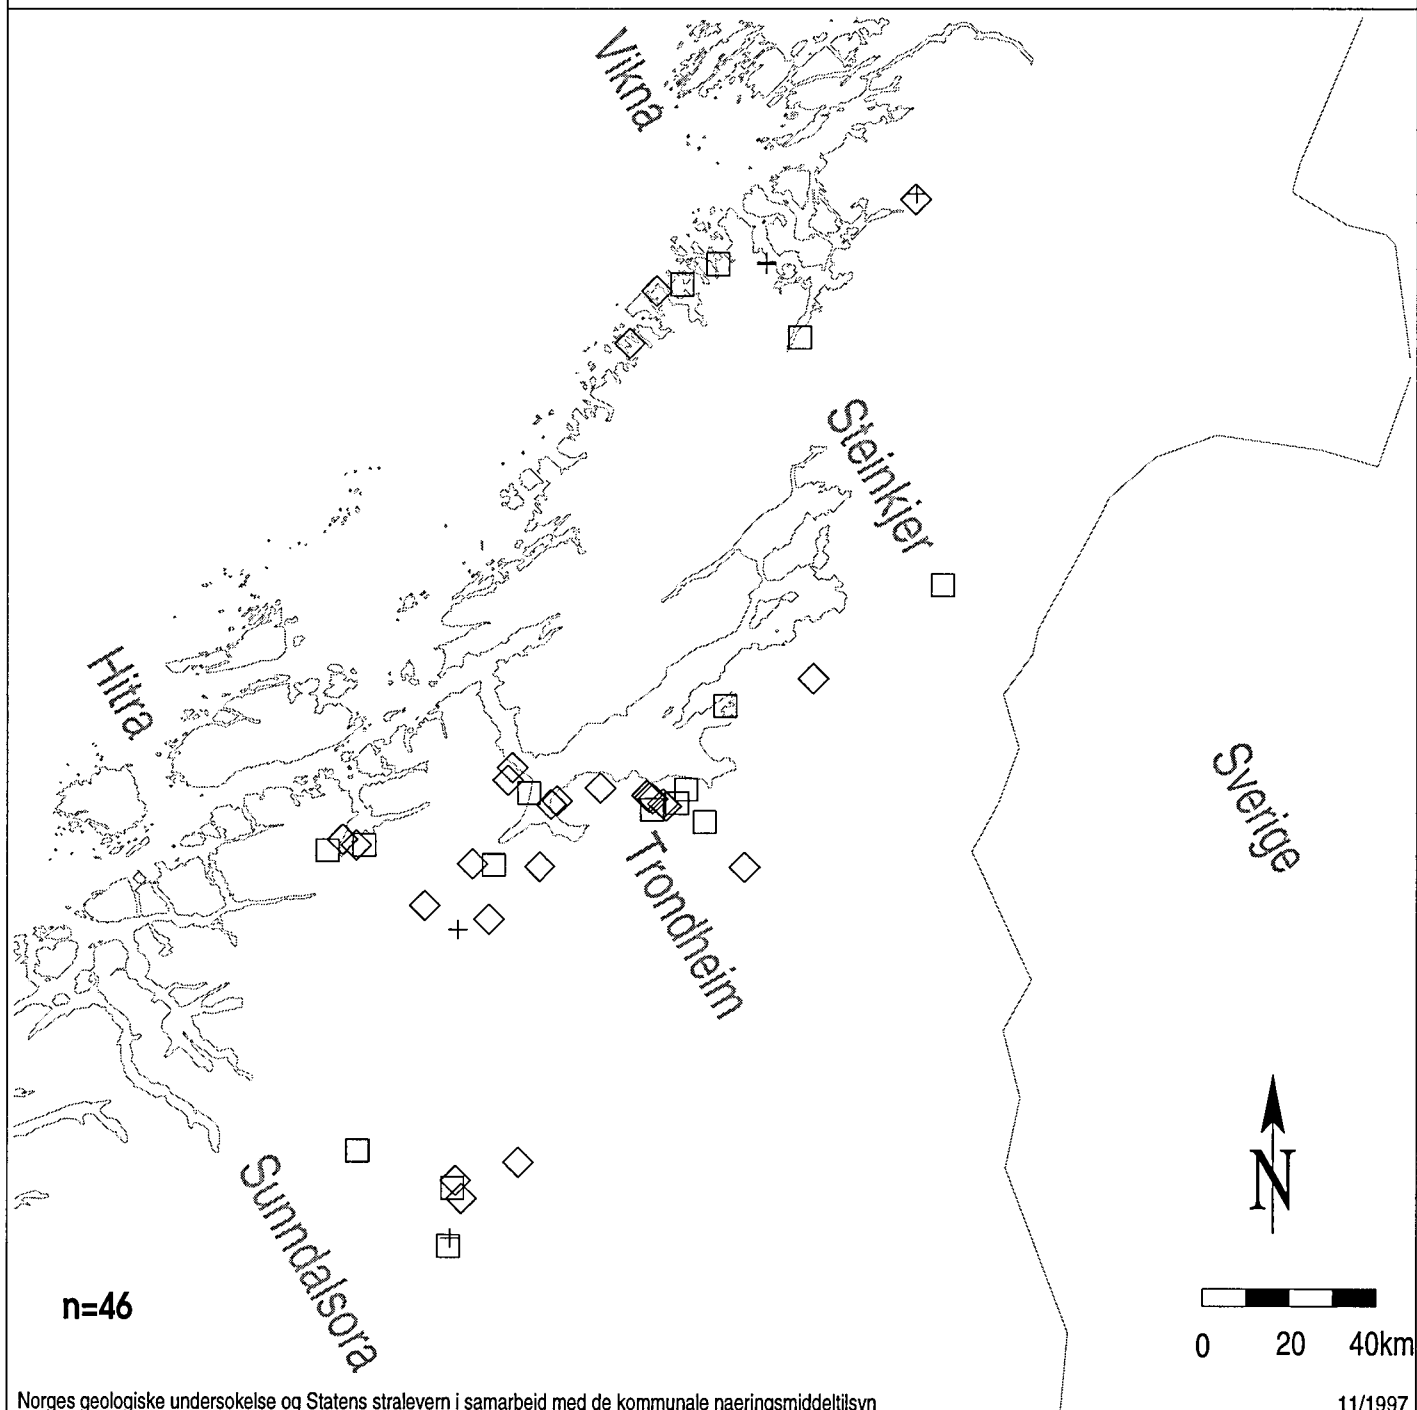 Vikna
Steinkjer
Hitra
Sverige
Trondheim
Sunndalsora
N
n=46
0 20 40km
Norges geologiske undersokelse og Statens stralevern i samarbeid med de kommunale naeringsmiddeltilsyn
11/1997